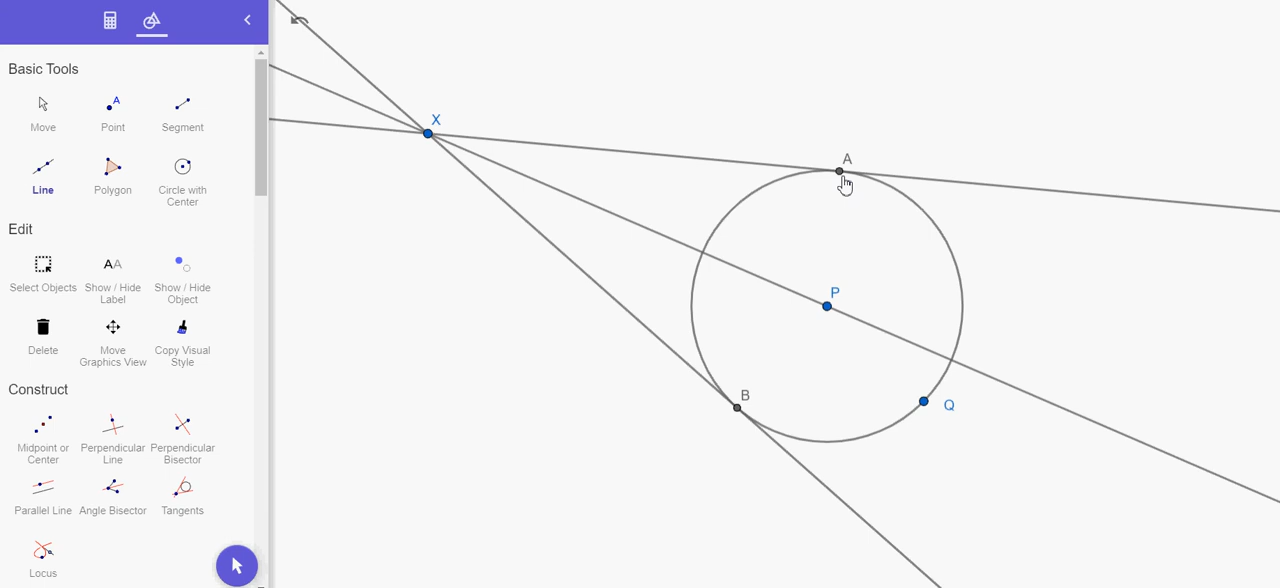 Basic Tools
Move
Point
Segment
Line
Polygon
Circle with
Center
Edit
Select Objects
Show / Hide
Label
Show / Hide
Object
Delete
Move
Graphics View
Copy Visual
Style
Construct
Midpoint or
Center
Perpendicular
Line
Perpendicular
Bisector
Parallel Line
Angle Bisector
Tangents
Locus
X
A
P
B
Q